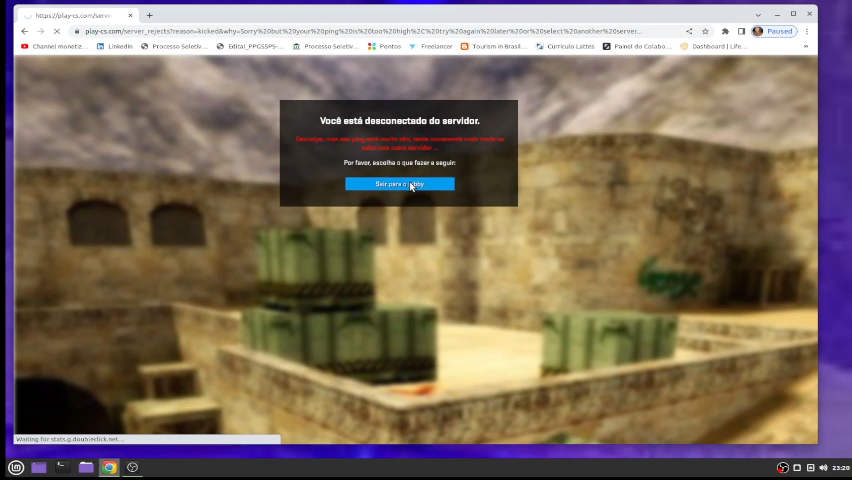 https://play-cs.com/serv
play-cs.com/server_rejects?reason=kicked&why=Sorry%20but%20your%20ping%20is%20too%20high%2C%20try%20again%20later%20or%20select%20another%20server...
Paused
Channel monetiz... LinkedIn Processo Seletiv... Edital_PPGSSPS-... Processo Seletiv... Pontos Freelancer Tourism in Brasil... Currículo Lattes Painel do Colabo... Dashboard | Life...
Você está desconectado do servidor.
Por favor, escolha o que fazer a seguir:
Sair para o lobby
Waiting for stats.g.doubleclick.net...
23:20